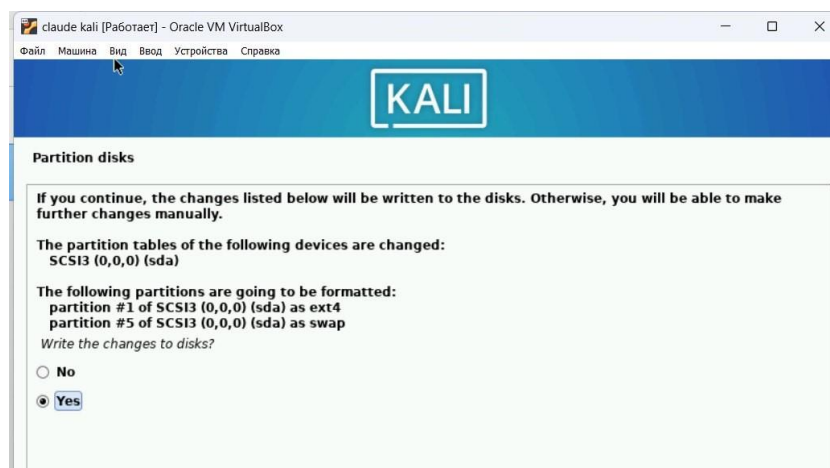 claude kali [Работает] - Oracle VM VirtualBox
Файл Машина Вид Ввод Устройства Справка
KALI
Partition disks
If you continue, the changes listed below will be written to the disks. Otherwise, you will be able to make
further changes manually.
The partition tables of the following devices are changed:
SCSI3 (0,0,0) (sda)
The following partitions are going to be formatted:
partition #1 of SCSI3 (0,0,0) (sda) as ext4
partition #5 of SCSI3 (0,0,0) (sda) as swap
Write the changes to disks?
No
Yes